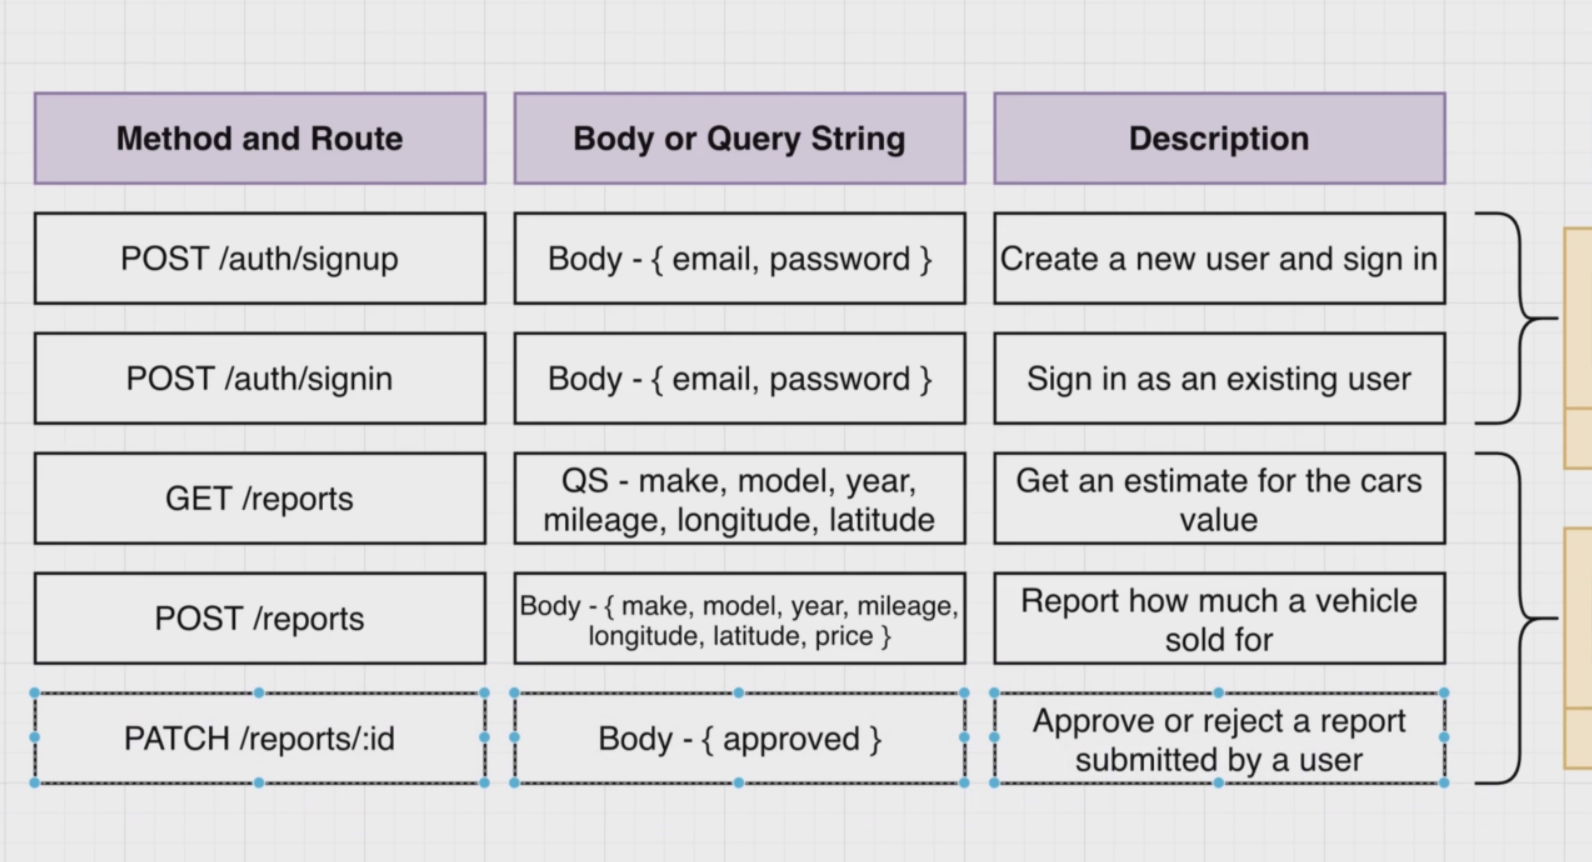 Method and Route
Body or Query String
Description
POST /auth/signup
Body - { email, password }
Create a new user and sign in
POST /auth/signin
Body - { email, password }
Sign in as an existing user
GET /reports
QS - make, model, year,
mileage, longitude, latitude
Get an estimate for the cars
value
POST /reports
Body - { make, model, year, mileage,
longitude, latitude, price }
Report how much a vehicle
sold for
PATCH /reports/:id
Body - { approved }
Approve or reject a report
submitted by a user